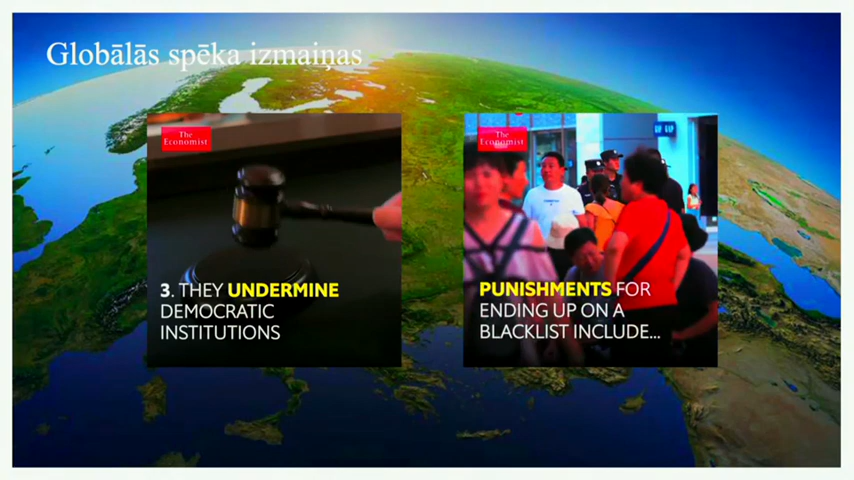 Globālās spēka izmaiņas
The
Economist
3. THEY UNDERMINE
DEMOCRATIC
INSTITUTIONS
The
Economist
PUNISHMENTS FOR
ENDING UP ON A
BLACKLIST INCLUDE...